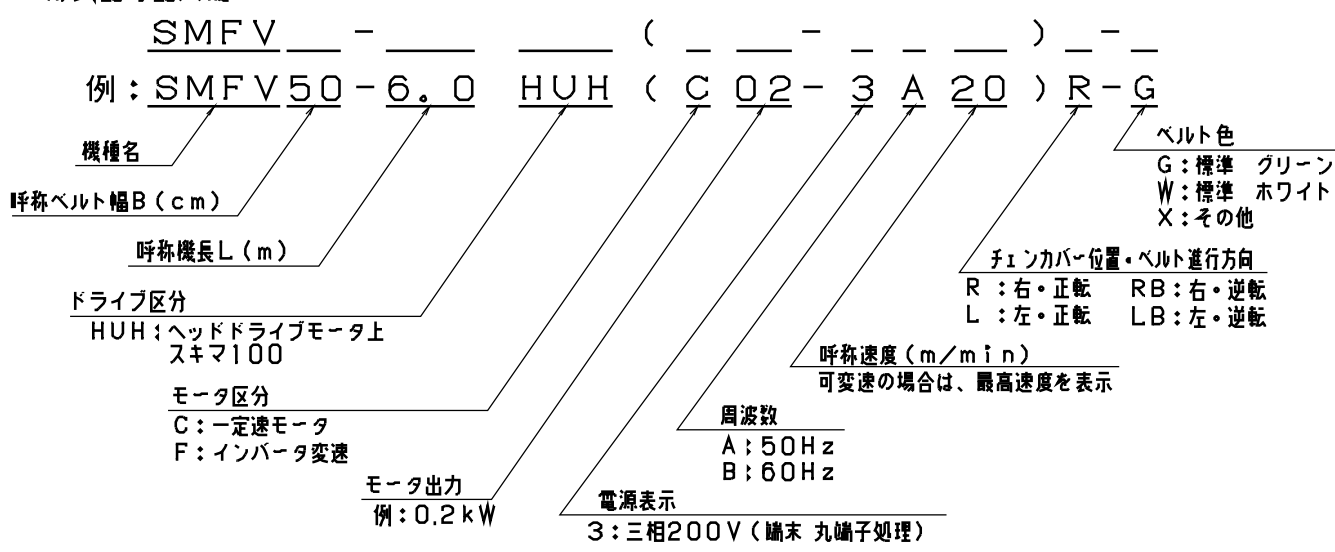 SMFV__-___ ___(_ __-_ _ __)_-_
例:SMFV50-6.0 HUH(C02-3A20)R-G
機種名
呼称ベルト幅B(cm)
呼称機長L(m)
ドライブ区分
HUH:ヘッドドライブモータ上
スキマ100
モータ区分
C:一定速モータ
F:インバータ変速
モータ出力
例:0.2kW
電源表示
3:三相200V(端末 丸端子処理)
周波数
A:50Hz
B:60Hz
呼称速度(m/min)
可変速の場合は、最高速度を表示
チェンカバー位置・ベルト進行方向
R :右・正転 RB:右・逆転
L :左・正転 LB:左・逆転
ベルト色
G:標準 グリーン
W:標準 ホワイト
X:その他